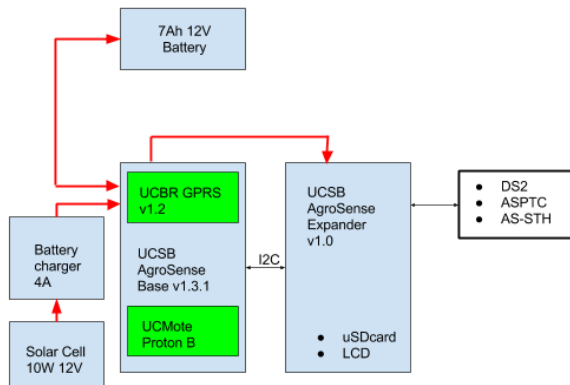 7Ah 12V
Battery
UCBR GPRS
v1.2
UCSB
AgroSense
Base v1.3.1
UCMote
Proton B
Battery
charger
4A
Solar Cell
10W 12V
I2C
UCSB
AgroSense
Expander
v1.0
● uSDcard
● LCD
● DS2
● ASPTC
● AS-STH